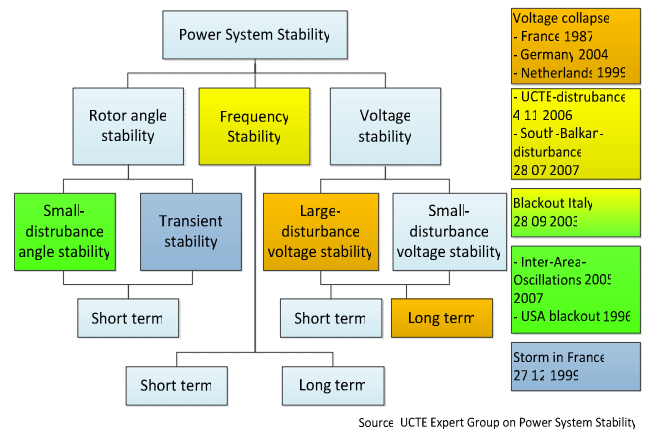 Power System Stability
Rotor angle
stability
Frequency
Stability
Voltage
stability
Small-
distrubance
angle stability
Transient
stability
Large-
disturbance
voltage stability
Small-
disturbance
voltage stability
Short term
Short term
Long term
Short term
Long term
Voltage collapse
- France 1987
- Germany 2004
- Netherlands 1999
- UCTE-distrubance
4 11 2006
- South-Balkan-
disturbance
28 07 2007
Blackout Italy
28 09 2003
- Inter-Area-
Oscillations 2005
2007
- USA blackout 1996
Storm in France
27 12 1999
Source UCTE Expert Group on Power System Stability